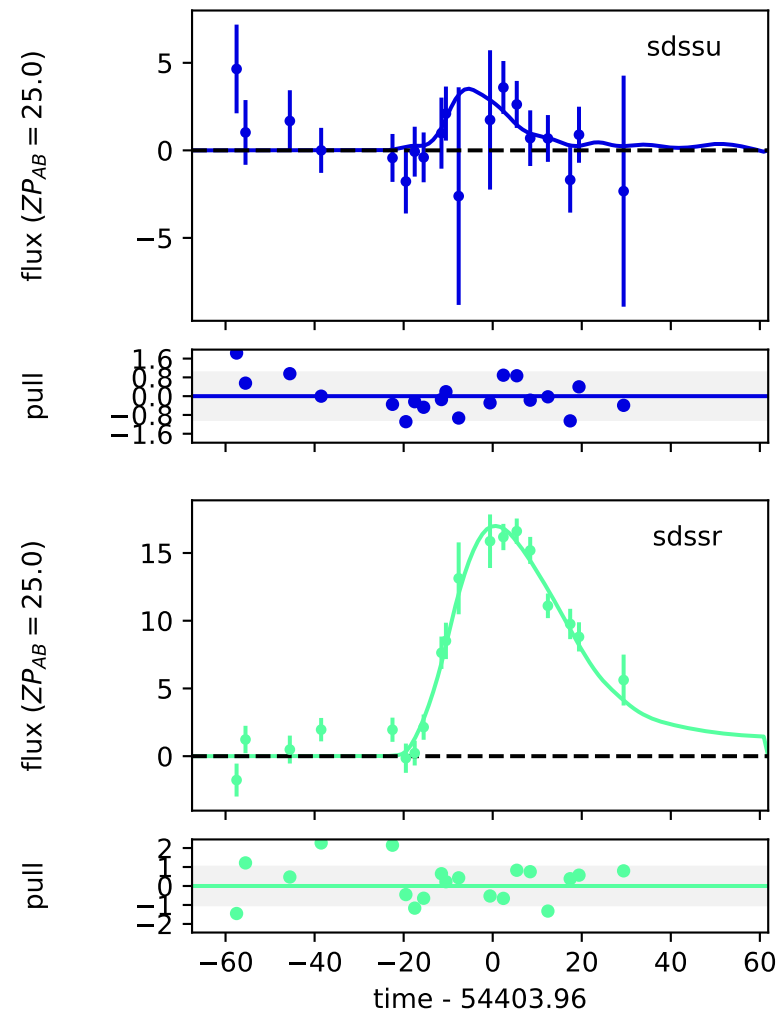 sdssu
flux (ZP_AB = 25.0)
5
0
−5
pull
1.6
0.8
0.0
−0.8
−1.6
sdssr
flux (ZP_AB = 25.0)
15
10
5
0
pull
2
1
0
−1
−2
−60 −40 −20 0 20 40 60
time - 54403.96